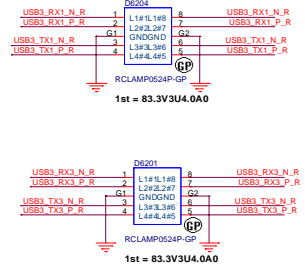 D6204
USB3_RX1_N_R 1 L1#1L1#8 8 USB3_RX1_N_R
USB3_RX1_P_R 2 L2#2L2#7 7 USB3_RX1_P_R
G1 GNDGND G2
USB3_TX1_N_R 3 L3#3L3#6 6 USB3_TX1_N_R
USB3_TX1_P_R 4 L4#4L4#5 5 USB3_TX1_P_R
GP
RCLAMP0524P-GP
1st = 83.3V3U4.0A0
D6201
USB3_RX3_N_R 1 L1#1L1#8 8 USB3_RX3_N_R
USB3_RX3_P_R 2 L2#2L2#7 7 USB3_RX3_P_R
G1 GNDGND G2
USB3_TX3_N_R 3 L3#3L3#6 6 USB3_TX3_N_R
USB3_TX3_P_R 4 L4#4L4#5 5 USB3_TX3_P_R
GP
RCLAMP0524P-GP
1st = 83.3V3U4.0A0